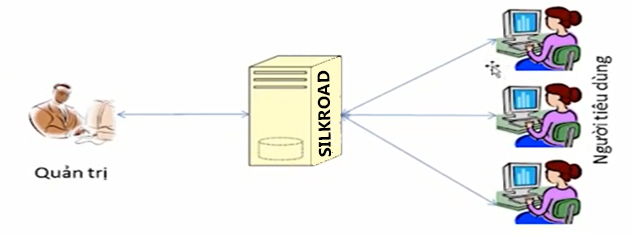 Quản trị
SILKROAD
Người tiêu dùng